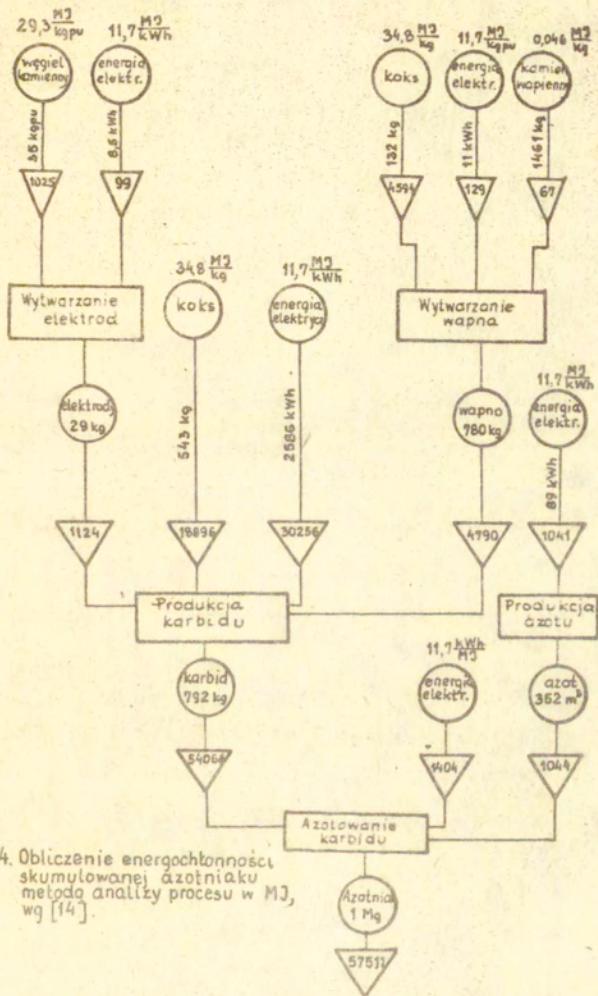 29,3 MJ/kgpu
11,7 MJ/kWh
węgiel kamienny
energia elektr.
35 kgpu
8,5 kWh
1025
99
Wytwarzanie
elektrod
34,8 MJ/kg
11,7 MJ/kgpu
0,046 MJ/kg
koks
energia elektr.
kamień wapienny
132 kg
11 kWh
1461 kg
4594
129
67
Wytwarzanie
wapna
34,8 MJ/kg
11,7 MJ/kWh
koks
energia
elektrycz
elektrody
29 kg
543 kg
2586 kWh
wapno
780 kg
11,7 MJ/kWh
energia
elektr.
89 kWh
1124
18896
30256
4790
1041
Produkcja
karbidu
Produkcja
azotu
karbid
792 kg
11,7 kWh/MJ
energia
elektr.
azot
362 m³
54066
1404
1044
Azotowanie
karbidu
4. Obliczenie energochłonności
skumulowanej azotniaku
metodą analizy procesu w MJ,
wg [14].
Azotniak
1 Mg
57511